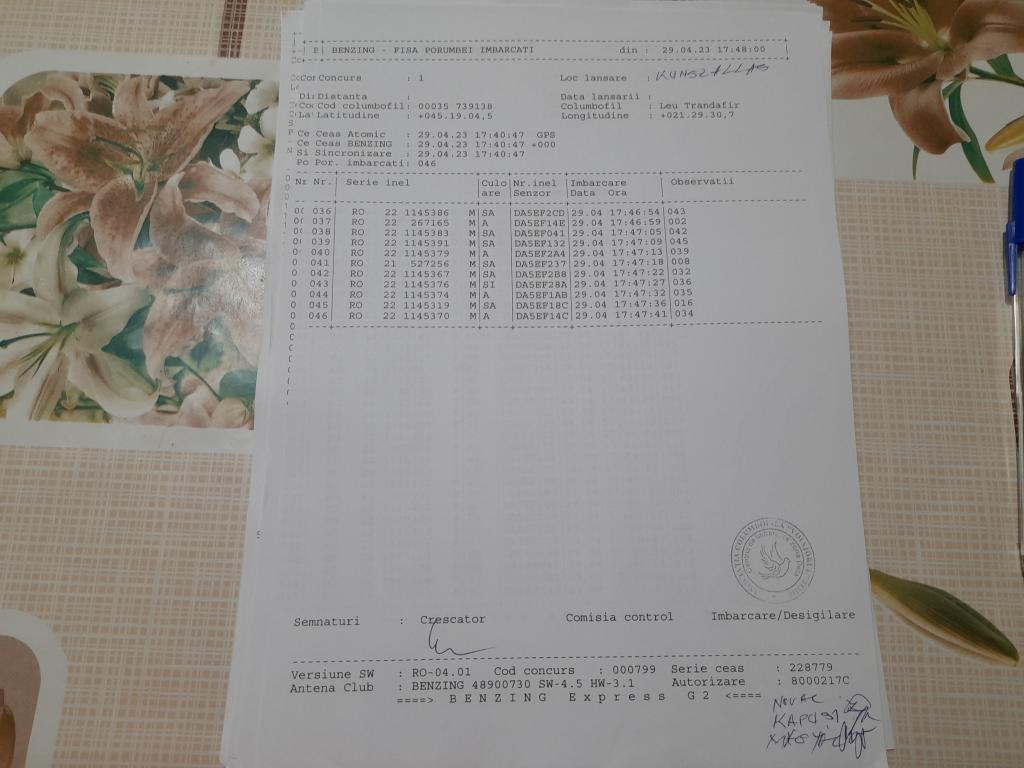 BENZING - FISA PORUMBEI IMBARCATI din : 29.04.23 17:48:00
Concurs : 1 Loc lansare : KUNSZALLAS
Distanta : Data lansarii :
Cod columbofil: 00035 739138 Columbofil : Leu Trandafir
Latitudine : +045.19.04,5 Longitudine : +021.29.30,7
Ceas Atomic : 29.04.23 17:40:47 GPS
Ceas BENZING : 29.04.23 17:40:47 +000
Sincronizare : 29.04.23 17:40:47
Por. imbarcati: 046
Nr. | Serie inel |Culo|Nr.inel |Imbarcare | Observatii
|are |Senzor |Data Ora |
036| RO 22 1145386 M|SA |DA5EF2CD|29.04 17:46:54|043
037| RO 22 267165 M|A |DA5EF14E|29.04 17:46:59|002
038| RO 22 1145383 M|SA |DA5EF041|29.04 17:47:05|042
039| RO 22 1145391 M|SA |DA5EF132|29.04 17:47:09|045
040| RO 22 1145379 M|A |DA5EF2A4|29.04 17:47:13|039
041| RO 21 527256 M|SA |DA5EF237|29.04 17:47:18|008
042| RO 22 1145367 M|SA |DA5EF2B8|29.04 17:47:22|032
043| RO 22 1145376 M|SI |DA5EF28A|29.04 17:47:27|036
044| RO 22 1145374 M|A |DA5EF1AB|29.04 17:47:32|035
045| RO 22 1145319 M|SA |DA5EF18C|29.04 17:47:36|016
046| RO 22 1145370 M|A |DA5EF14C|29.04 17:47:41|034
Semnaturi : Crescator Comisia control Imbarcare/Desigilare
Versiune SW : RO-04.01 Cod concurs : 000799 Serie ceas : 228779
Antena Club : BENZING 48900730 SW-4.5 HW-3.1 Autorizare : 8000217C
====> B E N Z I N G E x p r e s s G 2 <====
NOVAC